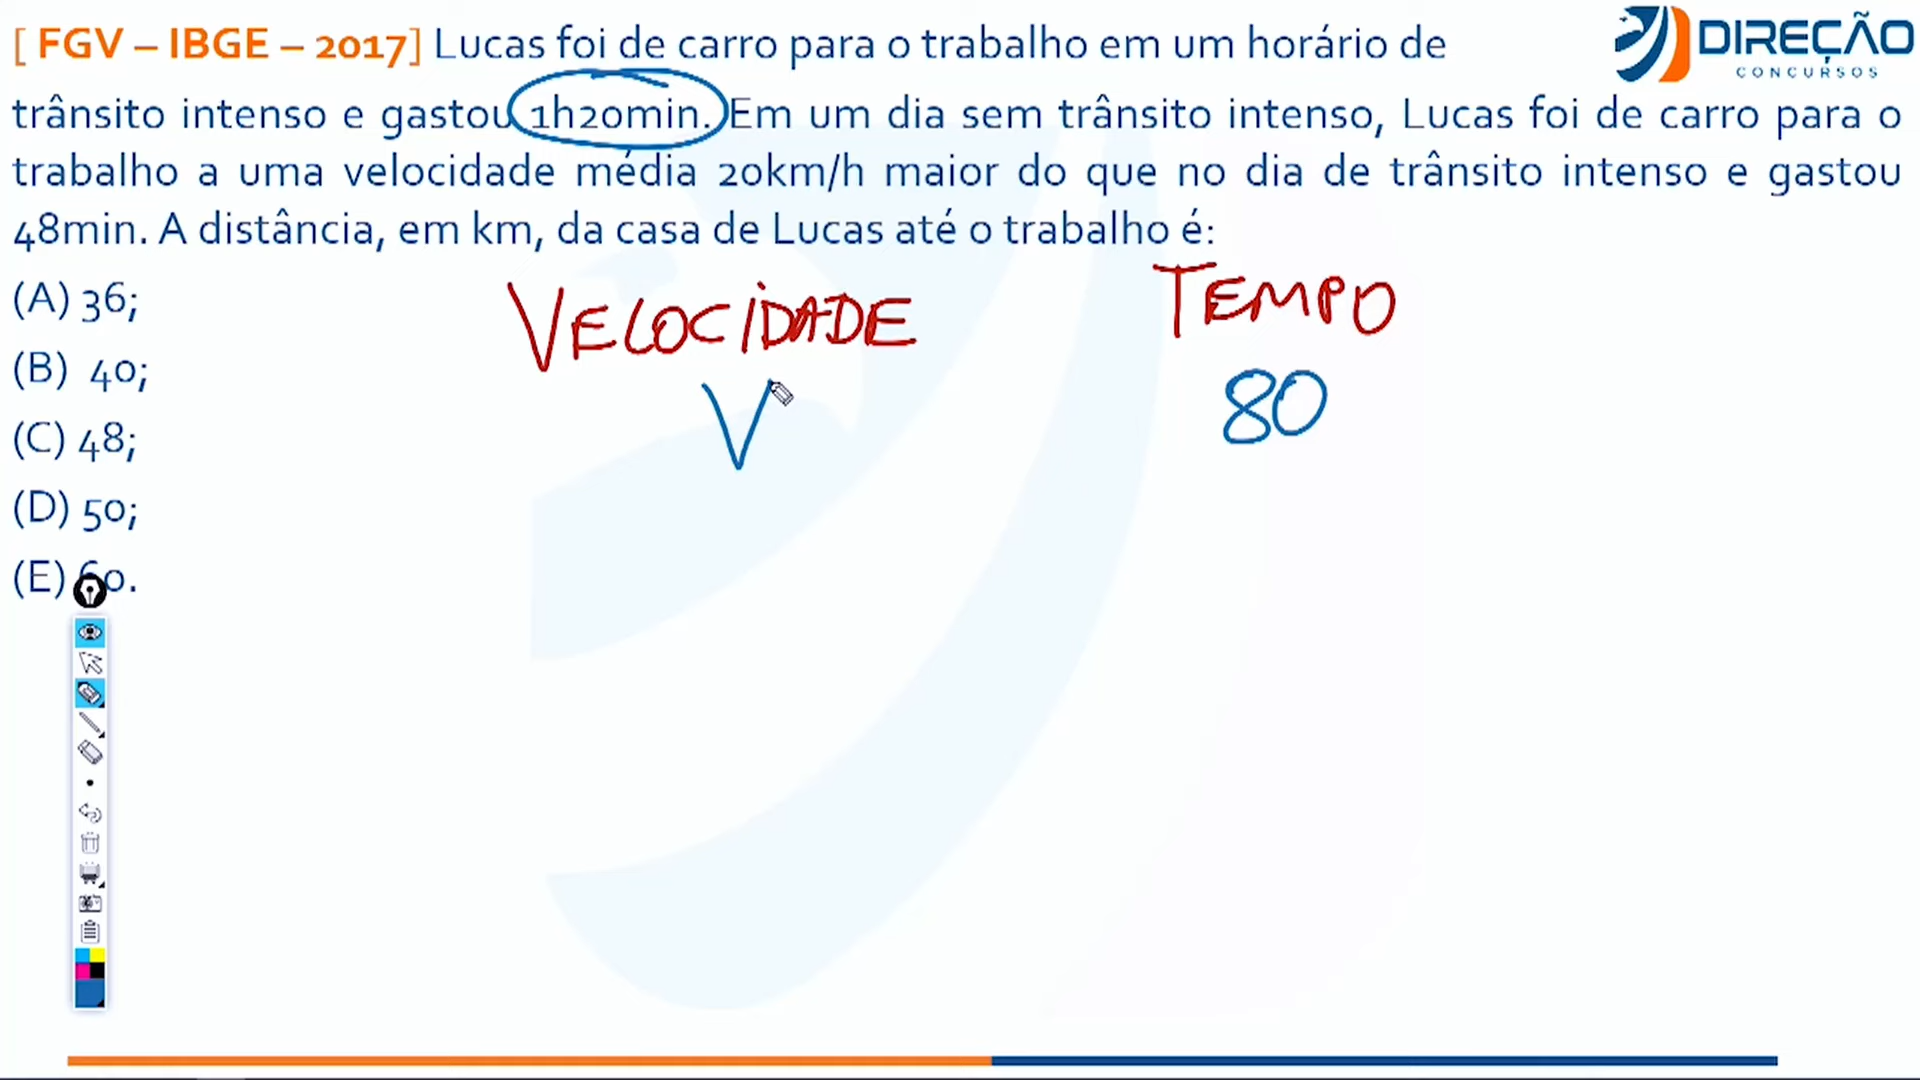 [ FGV – IBGE – 2017] Lucas foi de carro para o trabalho em um horário de
DIREÇÃO
CONCURSOS
trânsito intenso e gastou 1h20min. Em um dia sem trânsito intenso, Lucas foi de carro para o
trabalho a uma velocidade média 20km/h maior do que no dia de trânsito intenso e gastou
48min. A distância, em km, da casa de Lucas até o trabalho é:
(A) 36;
VELOCIDADE TEMPO
(B) 40;
V 80
(C) 48;
(D) 50;
(E) 60.